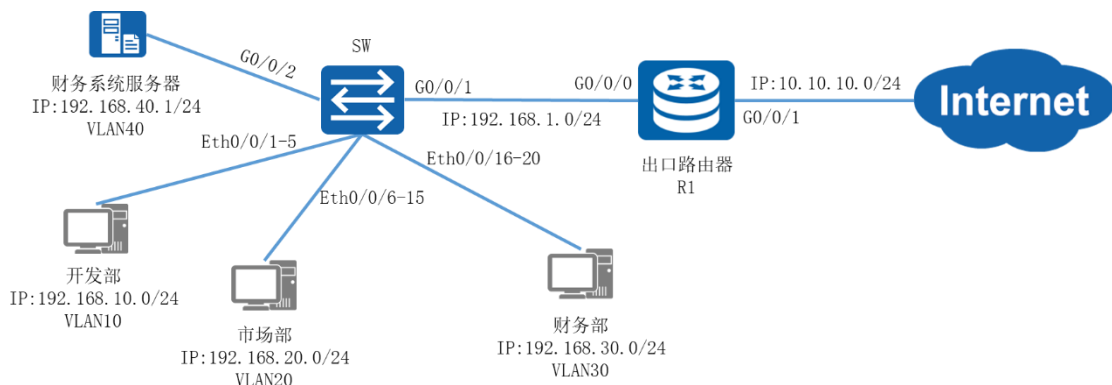 SW
G0/0/2
财务系统服务器
IP:192.168.40.1/24
VLAN40
G0/0/1
IP:192.168.1.0/24
G0/0/0
IP:10.10.10.0/24
G0/0/1
Internet
出口路由器
R1
Eth0/0/1-5
Eth0/0/6-15
Eth0/0/16-20
开发部
IP:192.168.10.0/24
VLAN10
市场部
IP:192.168.20.0/24
VLAN20
财务部
IP:192.168.30.0/24
VLAN30